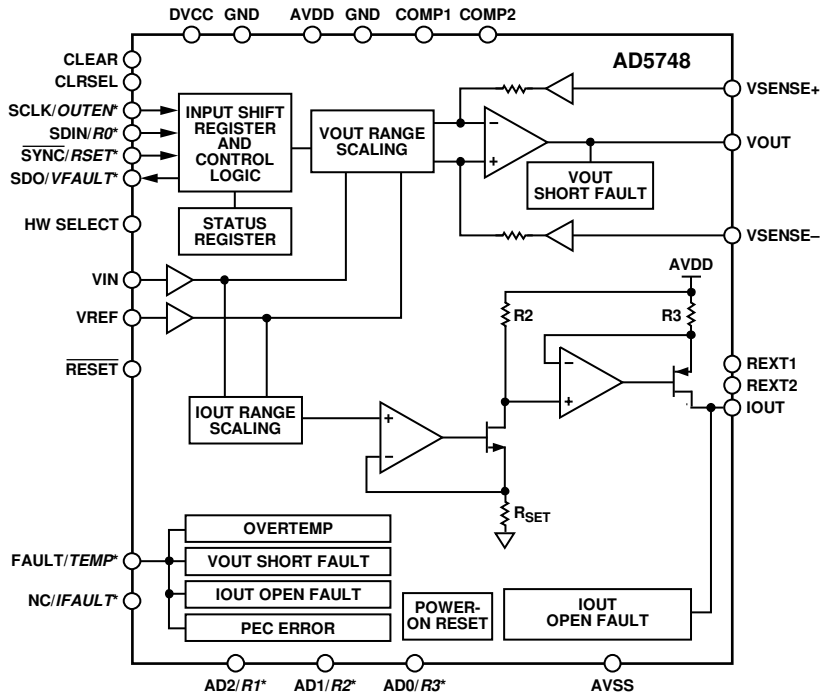 DVCC GND AVDD GND COMP1 COMP2
AD5748
CLEAR
CLRSEL
SCLK/OUTEN*
SDIN/R0*
SYNC/RSET*
SDO/VFAULT*
HW SELECT
VIN
VREF
RESET
FAULT/TEMP*
NC/IFAULT*
INPUT SHIFT
REGISTER
AND
CONTROL
LOGIC
STATUS
REGISTER
VOUT RANGE
SCALING
−
+
VOUT
SHORT FAULT
VSENSE+
VOUT
VSENSE−
AVDD
R2
R3
−
+
REXT1
REXT2
IOUT
IOUT RANGE
SCALING
+
−
RSET
OVERTEMP
VOUT SHORT FAULT
IOUT OPEN FAULT
PEC ERROR
POWER-
ON RESET
IOUT
OPEN FAULT
AD2/R1* AD1/R2* AD0/R3* AVSS